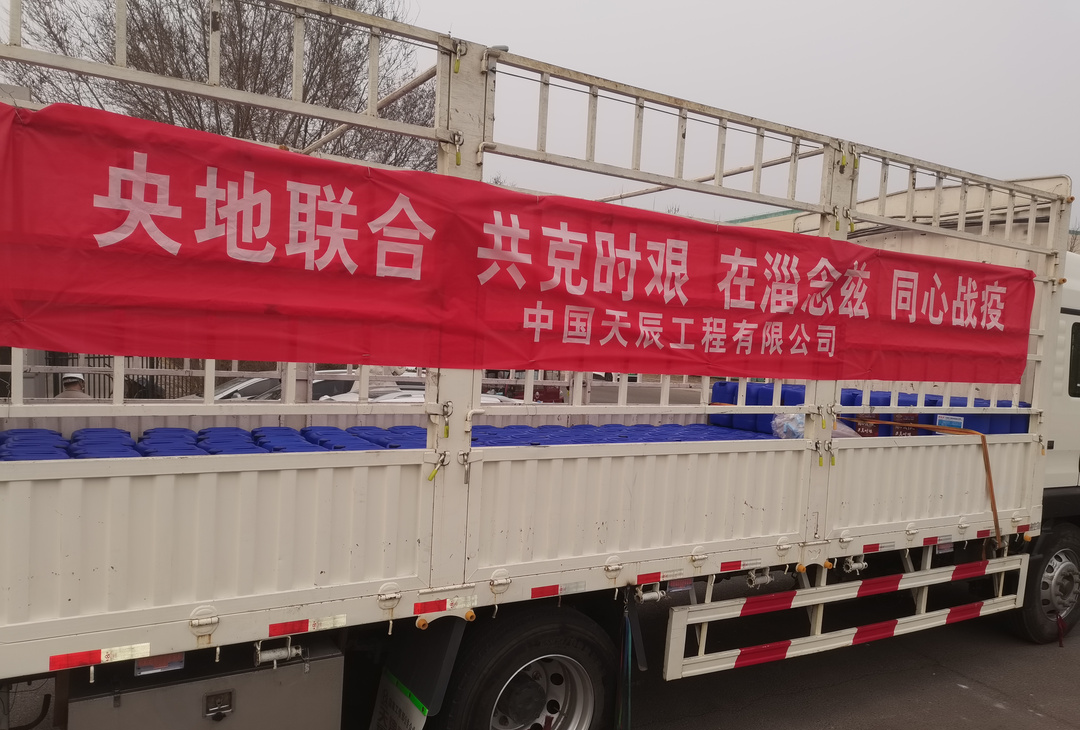 央地联合 共克时艰 在淄念兹 同心战疫
中国天辰工程有限公司